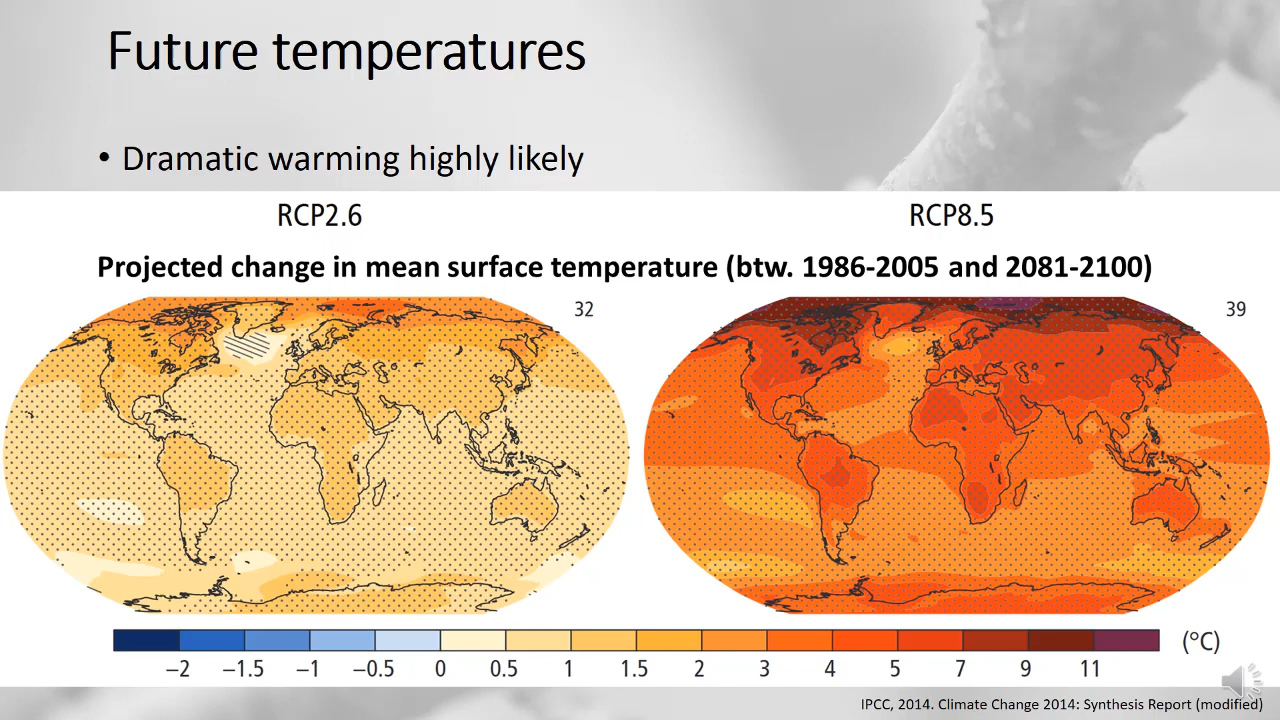 Future temperatures
• Dramatic warming highly likely
RCP2.6 RCP8.5
Projected change in mean surface temperature (btw. 1986-2005 and 2081-2100)
32 39
−2 −1.5 −1 −0.5 0 0.5 1 1.5 2 3 4 5 7 9 11 (°C)
IPCC, 2014. Climate Change 2014: Synthesis Report (modified)